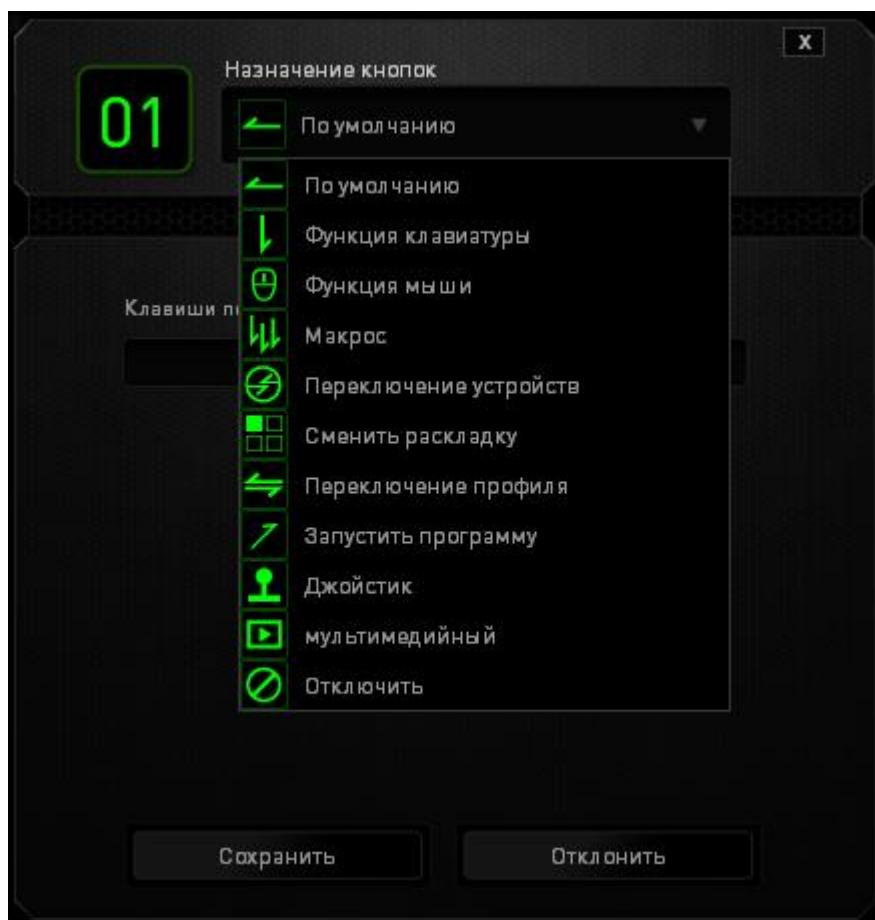 X
Назначение кнопок
01
По умолчанию
По умолчанию
Функция клавиатуры
Функция мыши
Клавиши
Макрос
Переключение устройств
Сменить раскладку
Переключение профиля
Запустить программу
Джойстик
мультимедийный
Отключить
Сохранить
Отклонить